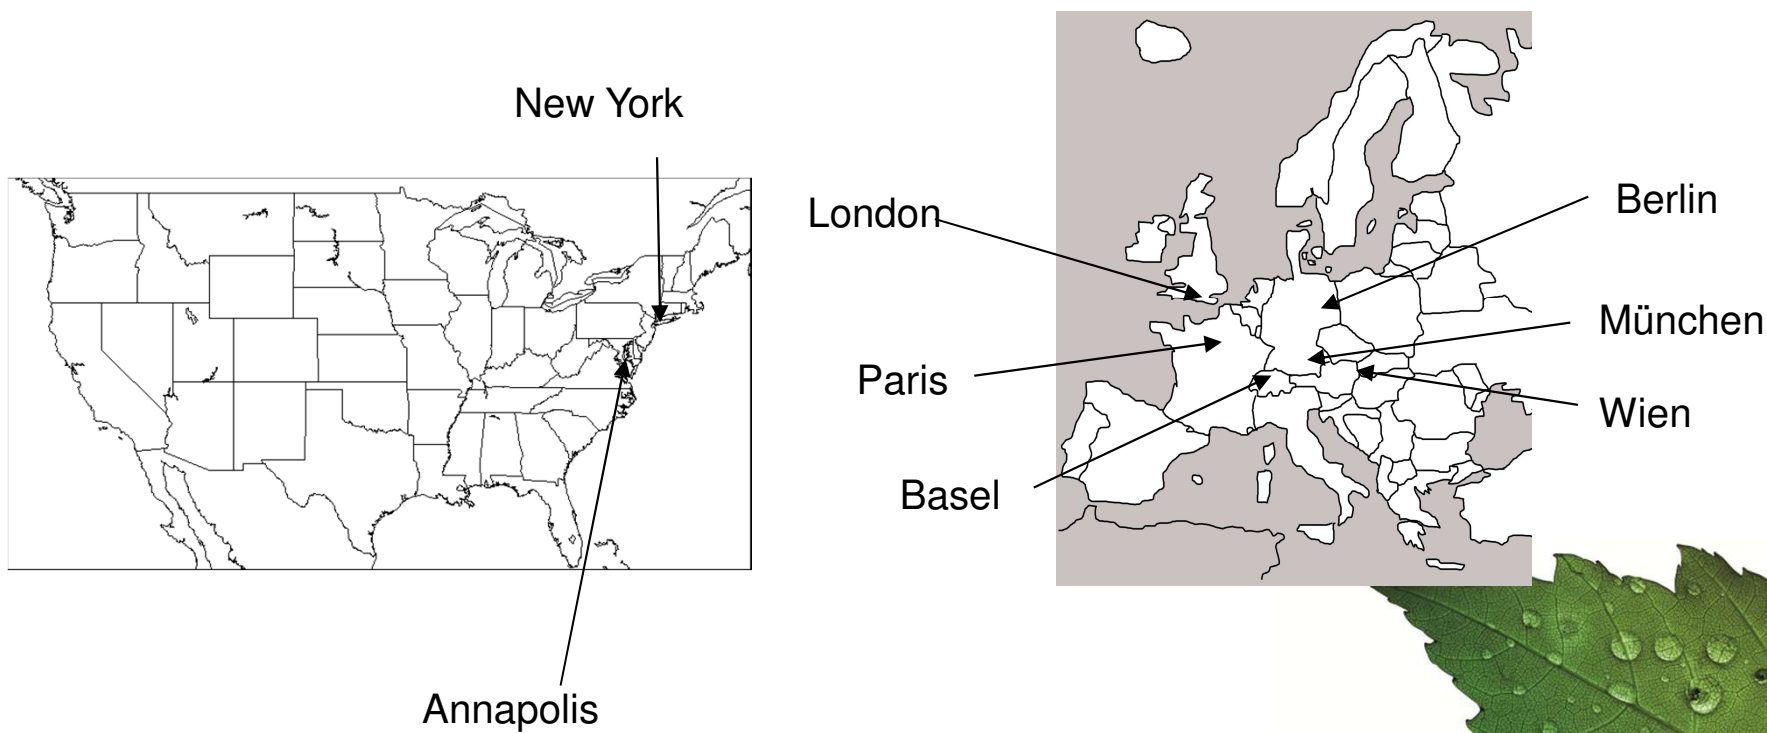 New York
Annapolis
London
Paris
Basel
Berlin
München
Wien